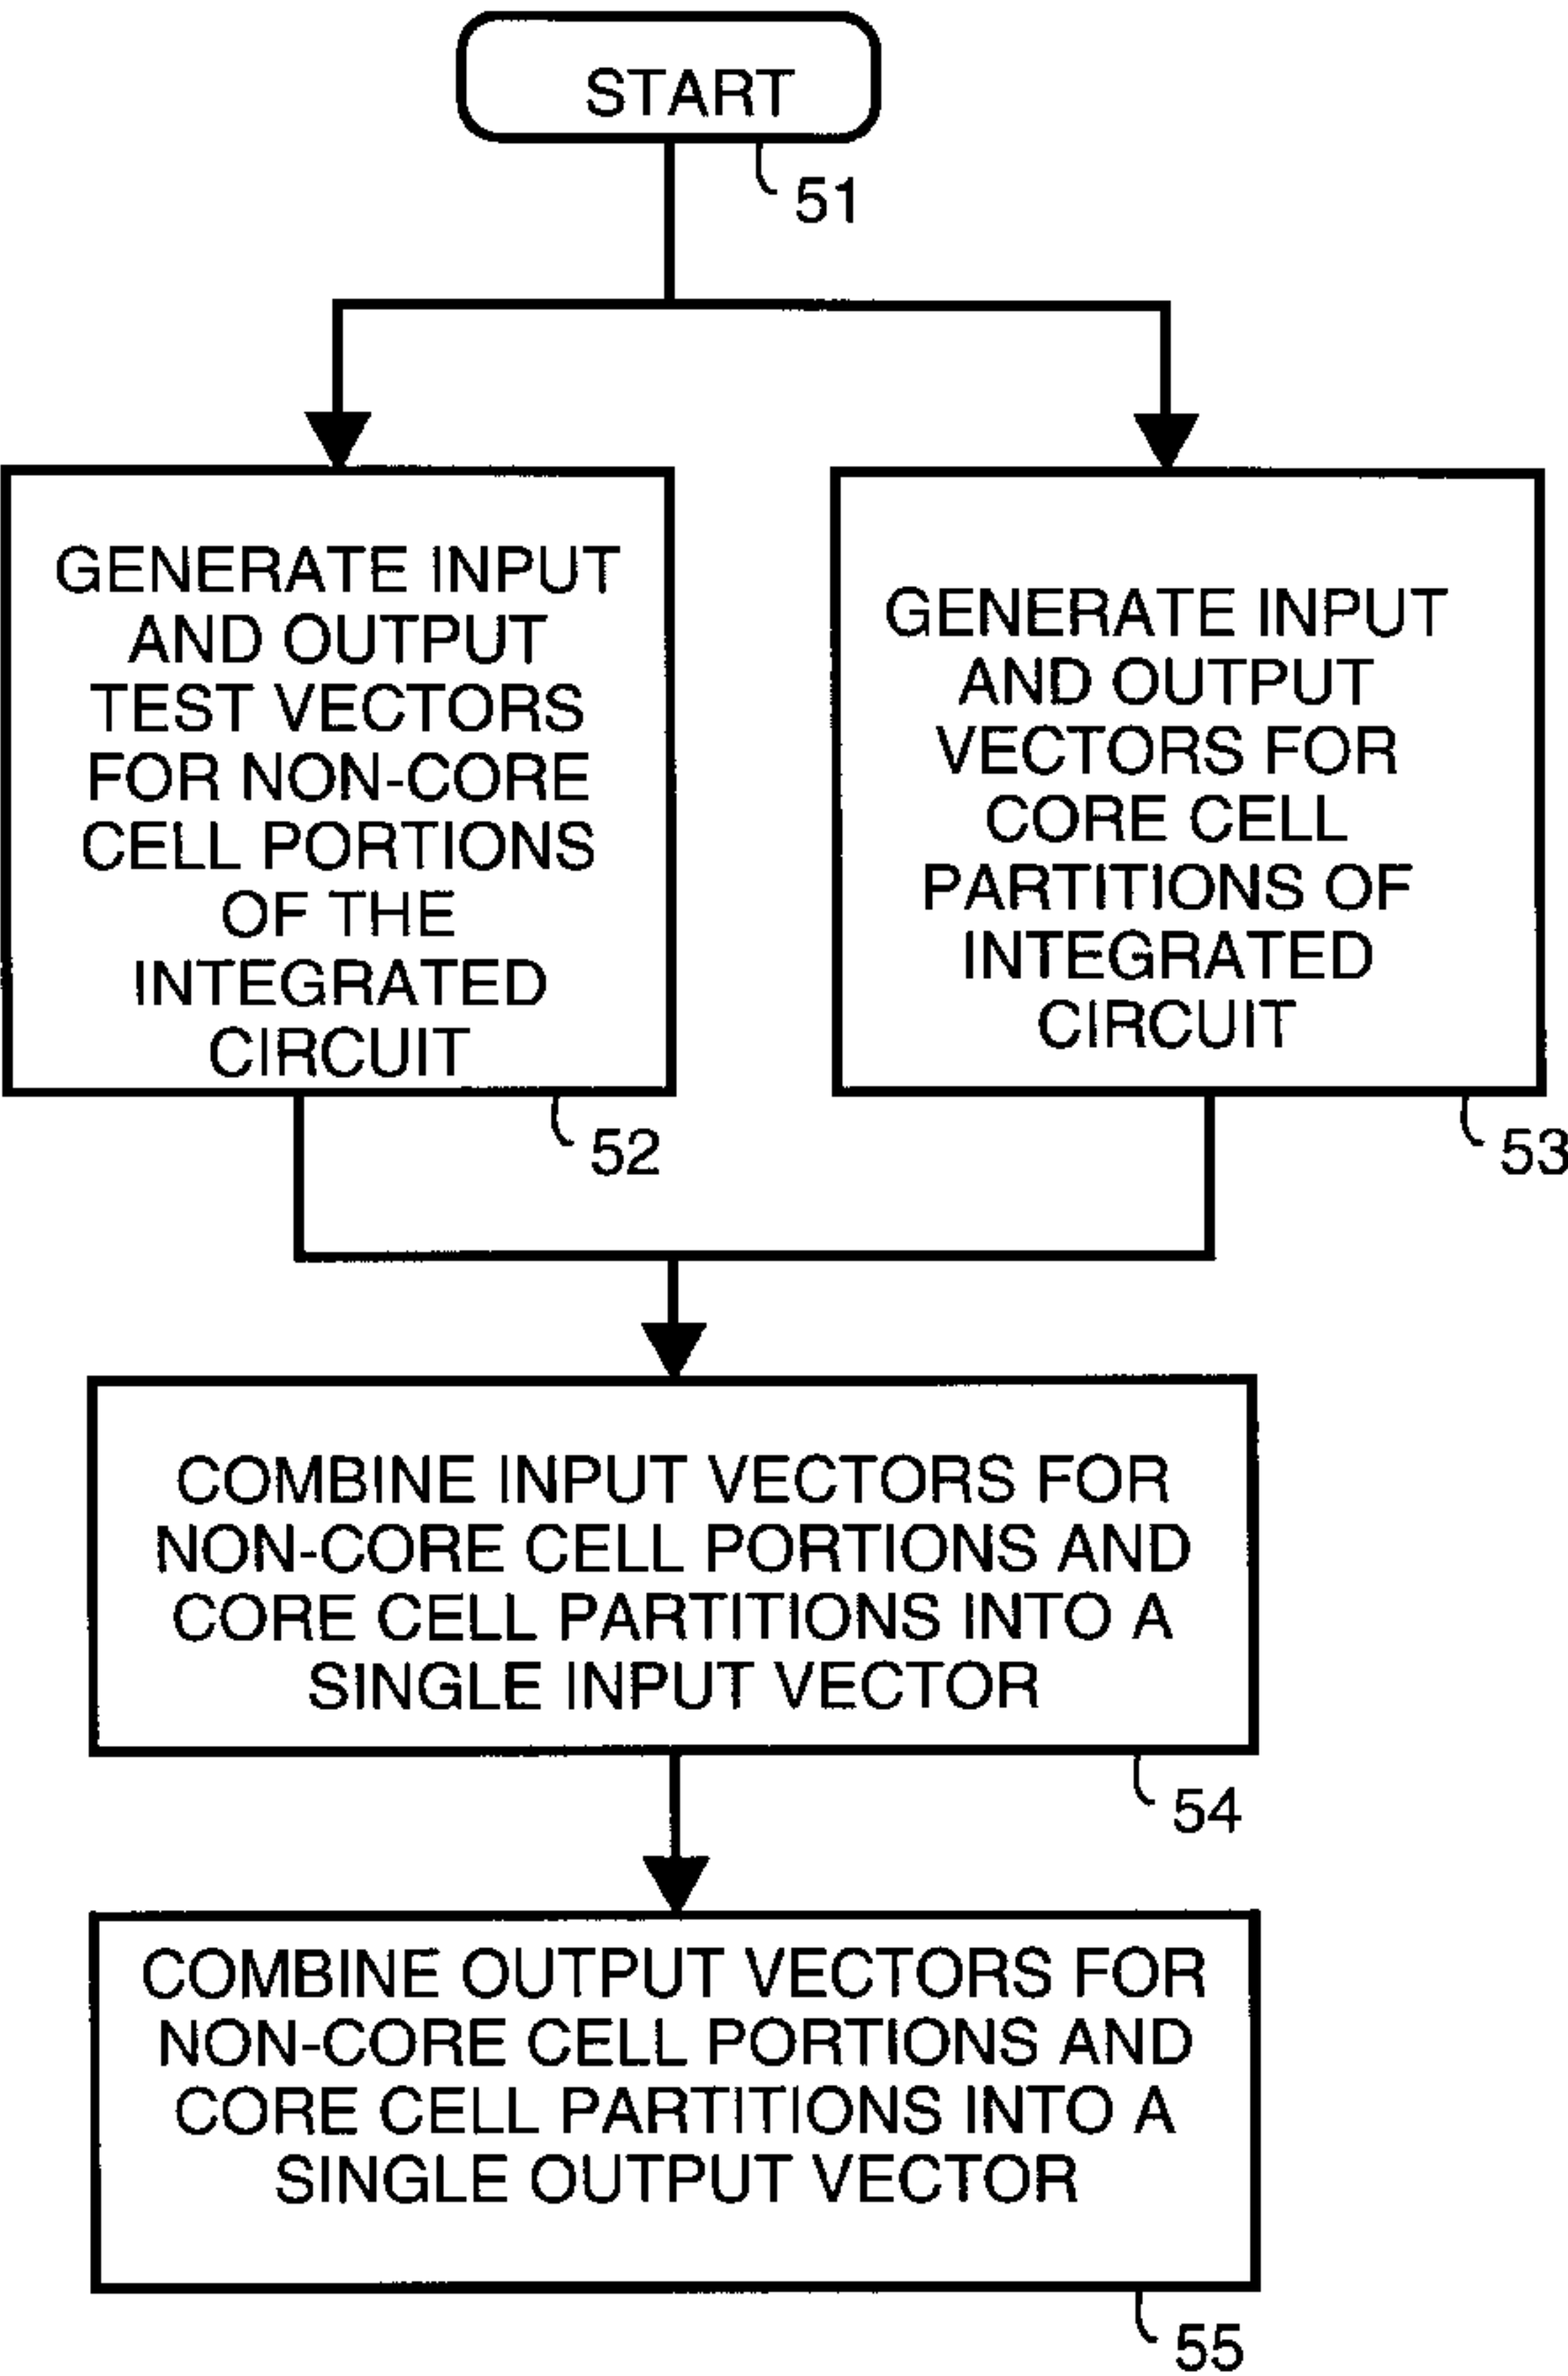 START
51
GENERATE INPUT
AND OUTPUT
TEST VECTORS
FOR NON-CORE
CELL PORTIONS
OF THE
INTEGRATED
CIRCUIT
52
GENERATE INPUT
AND OUTPUT
VECTORS FOR
CORE CELL
PARTITIONS OF
INTEGRATED
CIRCUIT
53
COMBINE INPUT VECTORS FOR
NON-CORE CELL PORTIONS AND
CORE CELL PARTITIONS INTO A
SINGLE INPUT VECTOR
54
COMBINE OUTPUT VECTORS FOR
NON-CORE CELL PORTIONS AND
CORE CELL PARTITIONS INTO A
SINGLE OUTPUT VECTOR
55